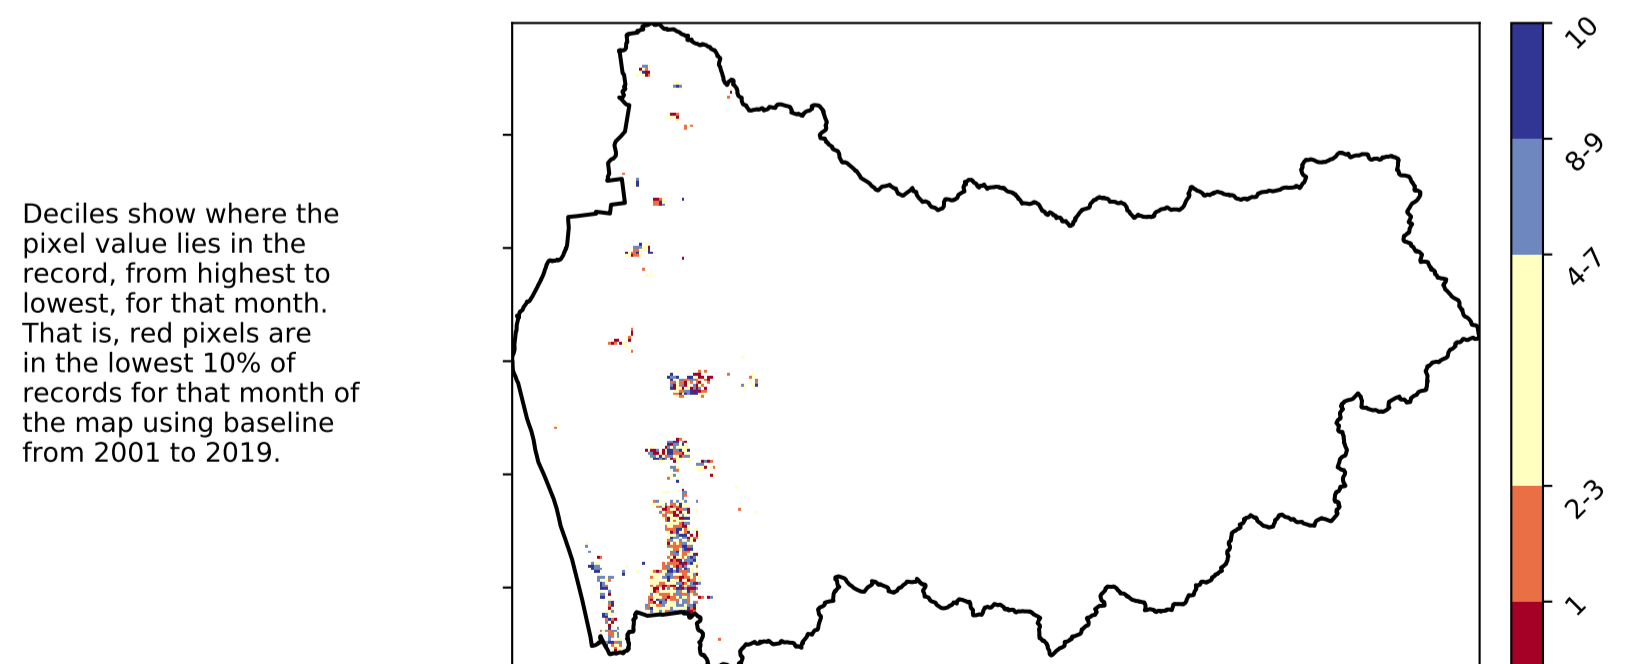 Deciles show where the
pixel value lies in the
record, from highest to
lowest, for that month.
That is, red pixels are
in the lowest 10% of
records for that month of
the map using baseline
from 2001 to 2019.
10
8-9
4-7
2-3
1